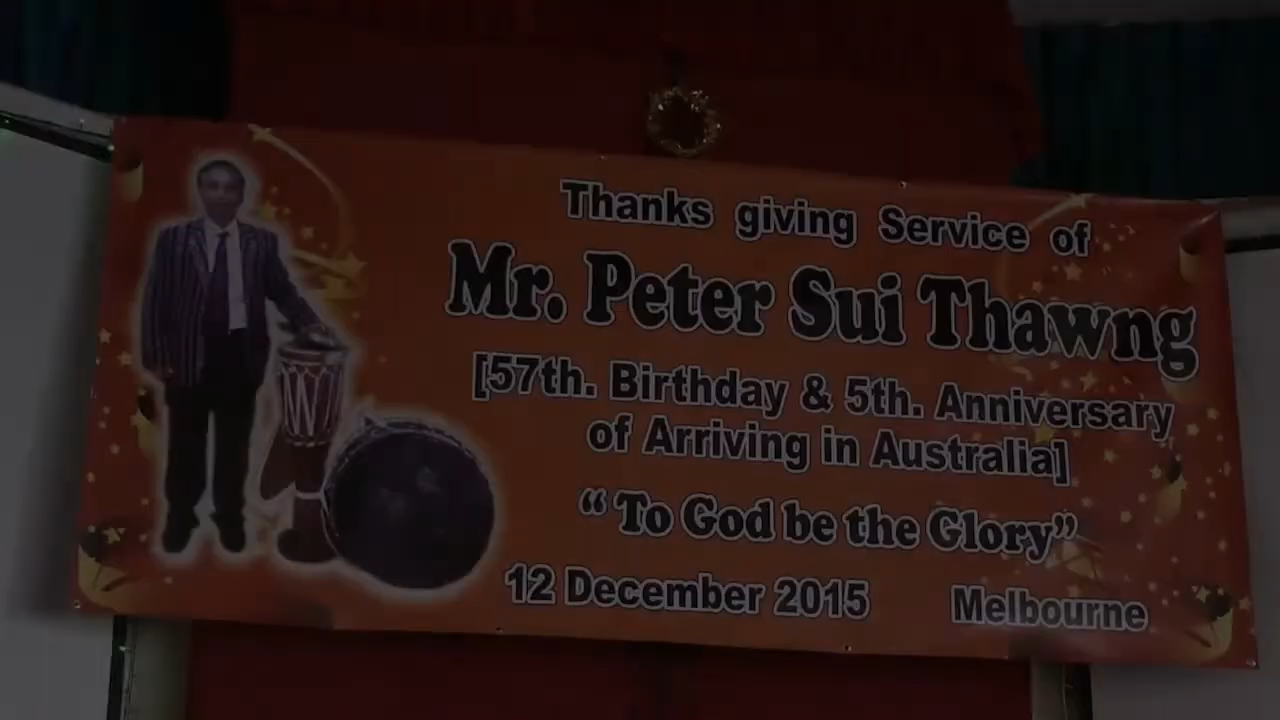 Thanks giving Service of
Mr. Peter Sui Thawng
[57th. Birthday & 5th. Anniversary
of Arriving in Australia]
“ To God be the Glory”
12 December 2015 Melbourne